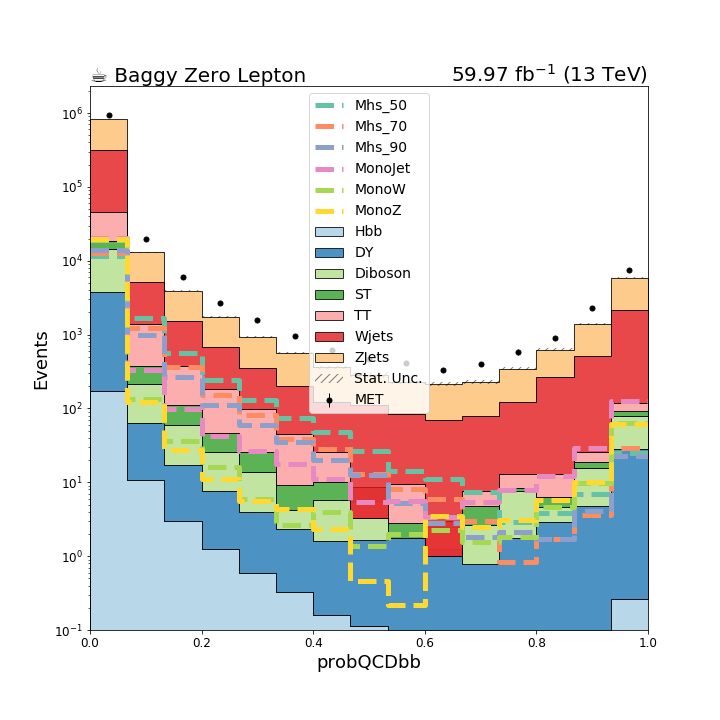 ☕ Baggy Zero Lepton 59.97 fb⁻¹ (13 TeV)
Mhs_50
Mhs_70
Mhs_90
MonoJet
MonoW
MonoZ
Hbb
DY
Diboson
ST
TT
Wjets
ZJets
Stat. Unc.
MET
Events
10⁶
10⁵
10⁴
10³
10²
10¹
10⁰
10⁻¹
0.0 0.2 0.4 0.6 0.8 1.0
probQCDbb